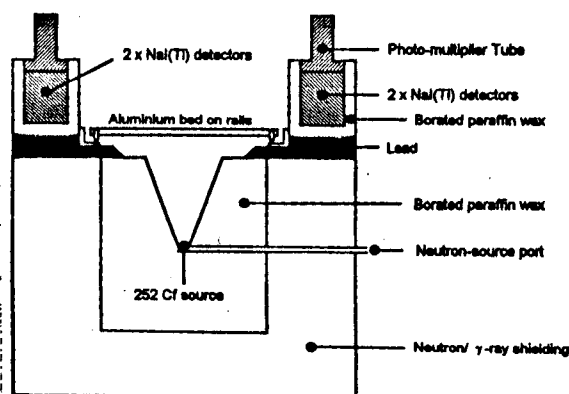 Photo-multiplier Tube
2 x NaI(Tl) detectors
2 x NaI(Tl) detectors
Aluminium bed on rails
Borated paraffin wax
Lead
Borated paraffin wax
Neutron-source port
252 Cf source
Neutron/ γ-ray shielding